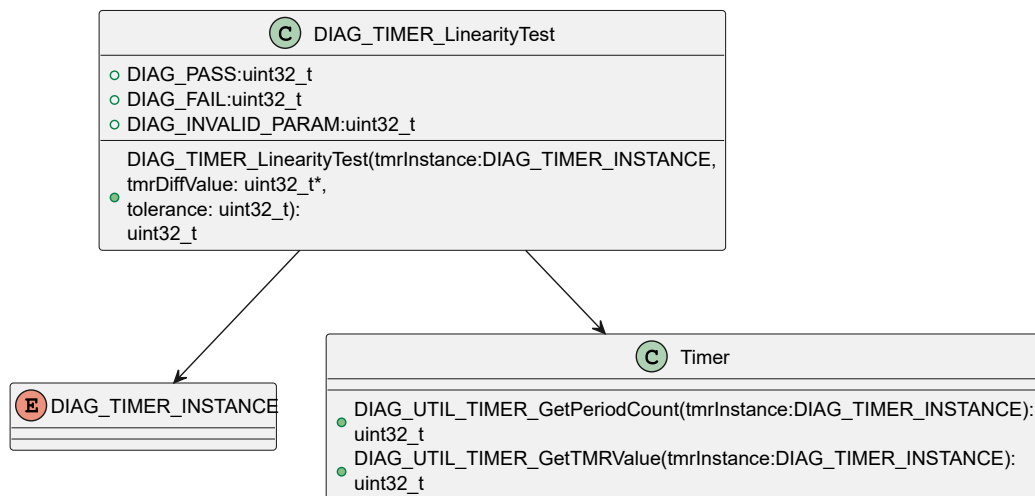 C DIAG_TIMER_LinearityTest
DIAG_PASS:uint32_t
DIAG_FAIL:uint32_t
DIAG_INVALID_PARAM:uint32_t
DIAG_TIMER_LinearityTest(tmrInstance:DIAG_TIMER_INSTANCE,
tmrDiffValue: uint32_t*,
tolerance: uint32_t):
uint32_t
E DIAG_TIMER_INSTANCE
C Timer
DIAG_UTIL_TIMER_GetPeriodCount(tmrInstance:DIAG_TIMER_INSTANCE):
uint32_t
DIAG_UTIL_TIMER_GetTMRValue(tmrInstance:DIAG_TIMER_INSTANCE):
uint32_t